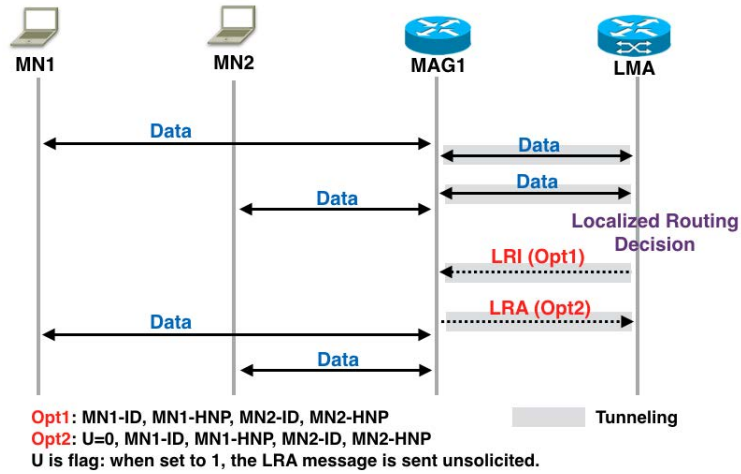 MN1 MN2 MAG1 LMA
Data
Data
Data
Data
Localized Routing
Decision
LRI (Opt1)
LRA (Opt2)
Data
Data
Opt1: MN1-ID, MN1-HNP, MN2-ID, MN2-HNP
Tunneling
Opt2: U=0, MN1-ID, MN1-HNP, MN2-ID, MN2-HNP
U is flag: when set to 1, the LRA message is sent unsolicited.